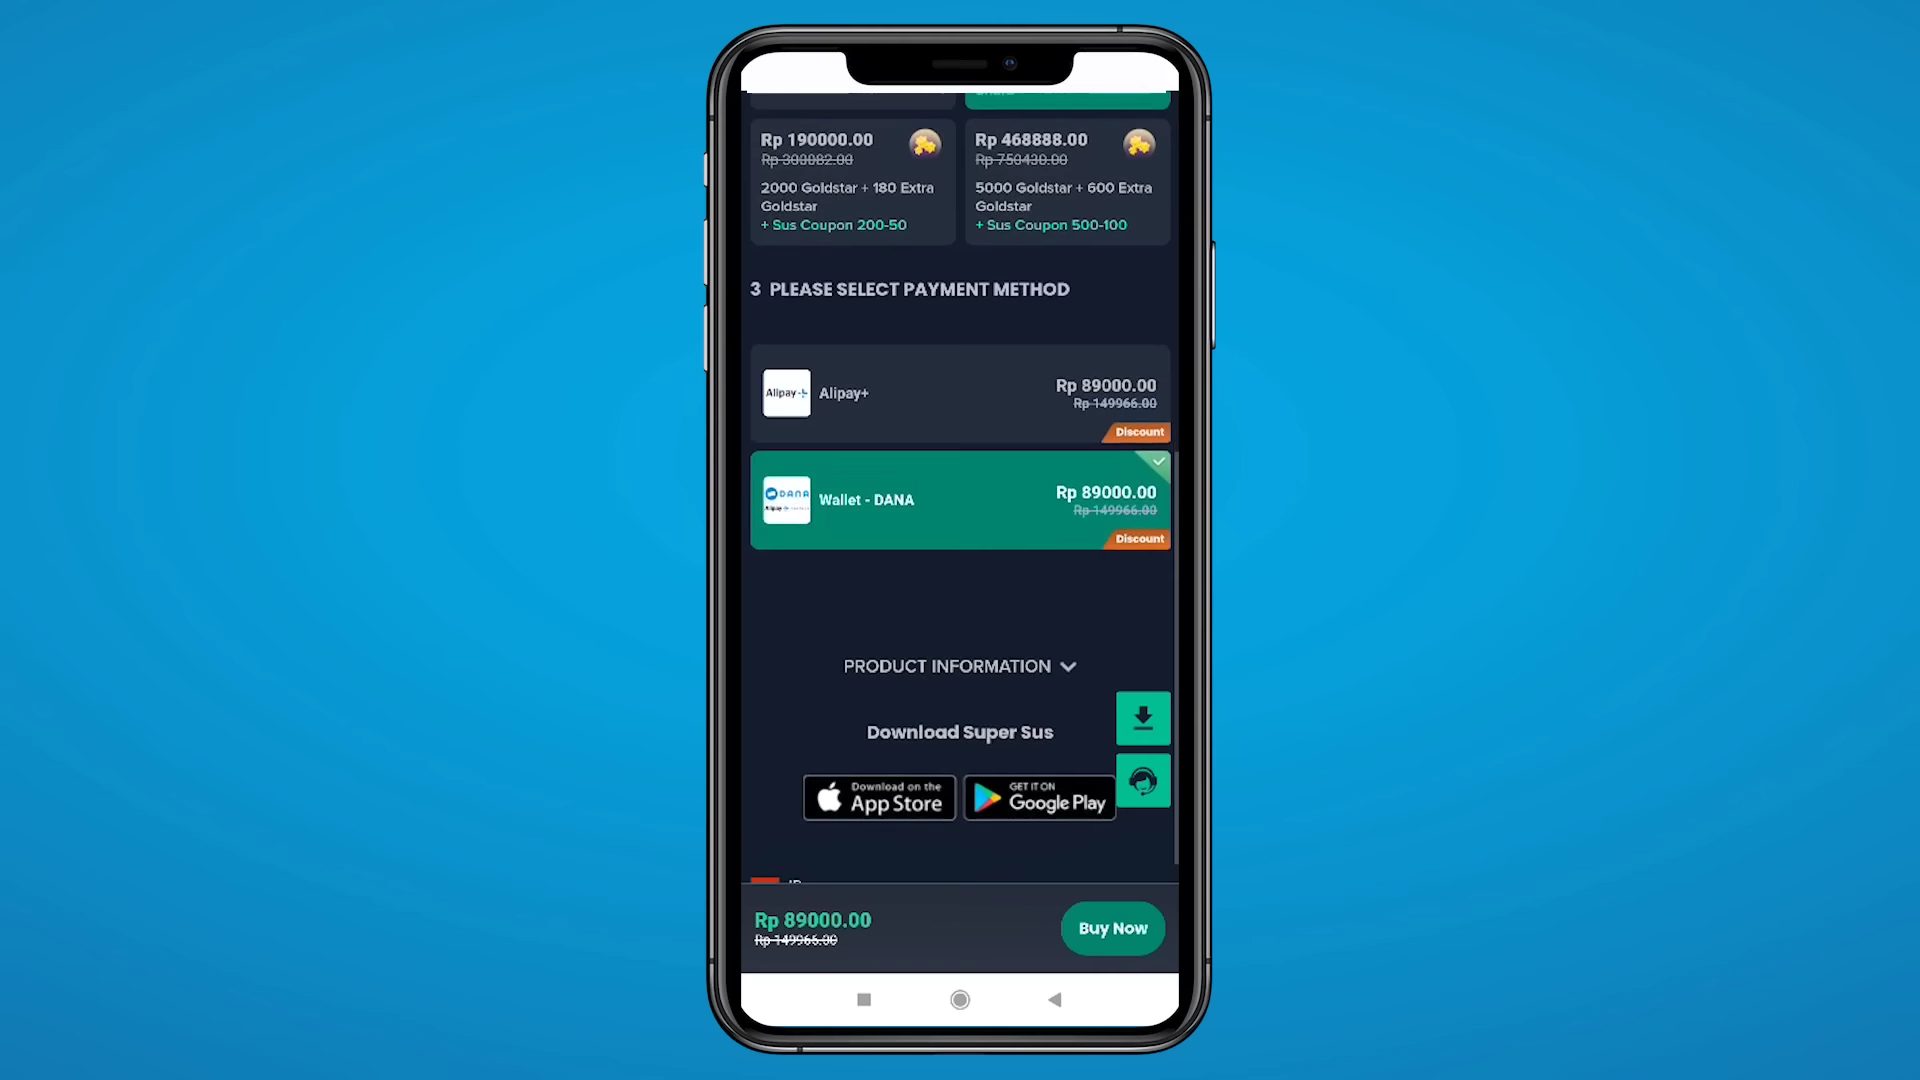 Rp 190000.00
Rp 300082.00
2000 Goldstar + 180 Extra
Goldstar
+ Sus Coupon 200-50
Rp 468888.00
Rp 750430.00
5000 Goldstar + 600 Extra
Goldstar
+ Sus Coupon 500-100
3 PLEASE SELECT PAYMENT METHOD
Alipay+
Alipay+
Rp 89000.00
Rp 149966.00
Discount
DANA
Wallet - DANA
Rp 89000.00
Rp 149966.00
Discount
PRODUCT INFORMATION
Download Super Sus
Download on the
App Store
GET IT ON
Google Play
Rp 89000.00
Rp 149966.00
Buy Now